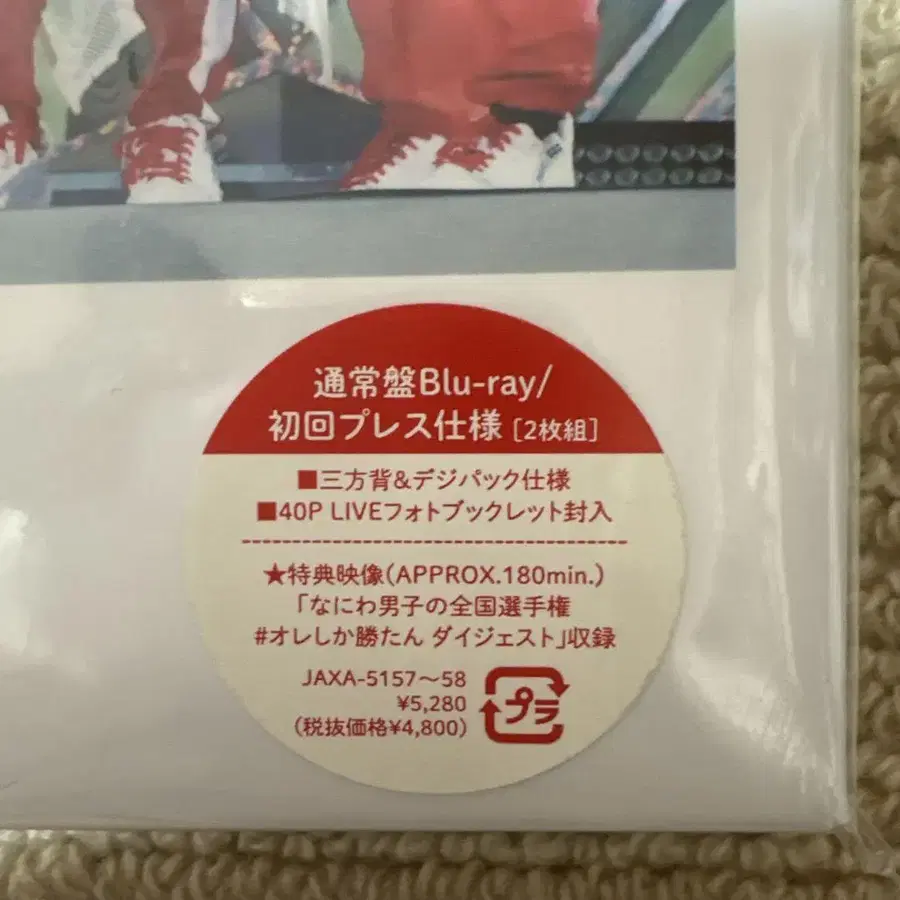 通常盤Blu-ray/
初回プレス仕様［2枚組］
■三方背&デジパック仕様
■40P LIVEフォトブックレット封入
★特典映像(APPROX.180min.)
「なにわ男子の全国選手権
#オレしか勝たん ダイジェスト」収録
JAXA-5157～58
¥5,280
(税抜価格¥4,800)
プラ